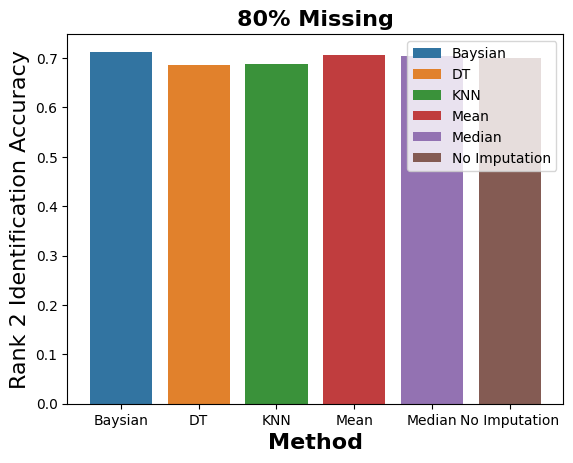 80% Missing
Rank 2 Identification Accuracy
0.7
0.6
0.5
0.4
0.3
0.2
0.1
0.0
Baysian
DT
KNN
Mean
Median
No Imputation
Baysian DT KNN Mean Median No Imputation
Method